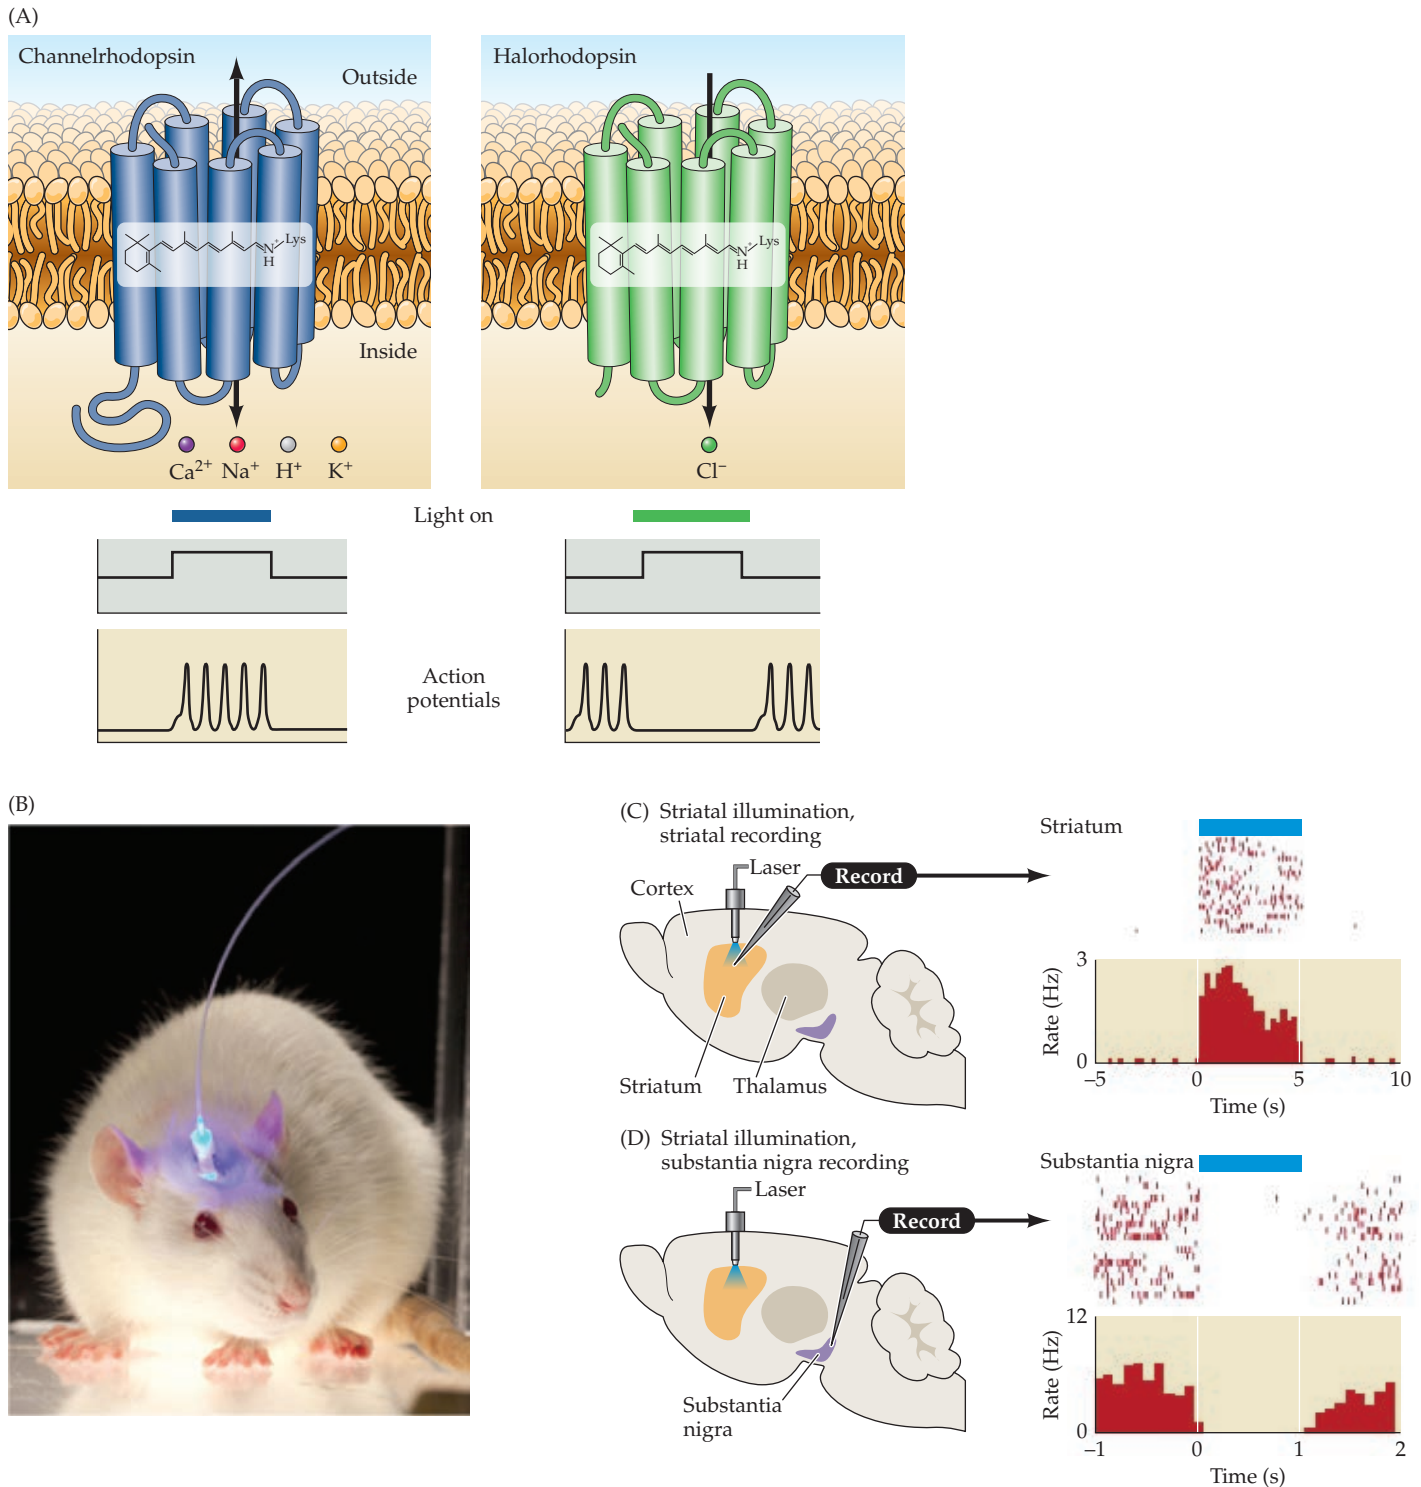 (A)
Channelrhodopsin
Outside
Lys
N+
H
Inside
Ca2+ Na+ H+ K+
Halorhodopsin
Lys
N+
H
Cl−
Light on
Action
potentials
(B)
(C) Striatal illumination,
striatal recording
Laser
Record
Cortex
Striatum
Thalamus
Striatum
3
Rate (Hz)
0
−5 0 5 10
Time (s)
(D) Striatal illumination,
substantia nigra recording
Laser
Record
Substantia
nigra
Substantia nigra
12
Rate (Hz)
0
−1 0 1 2
Time (s)